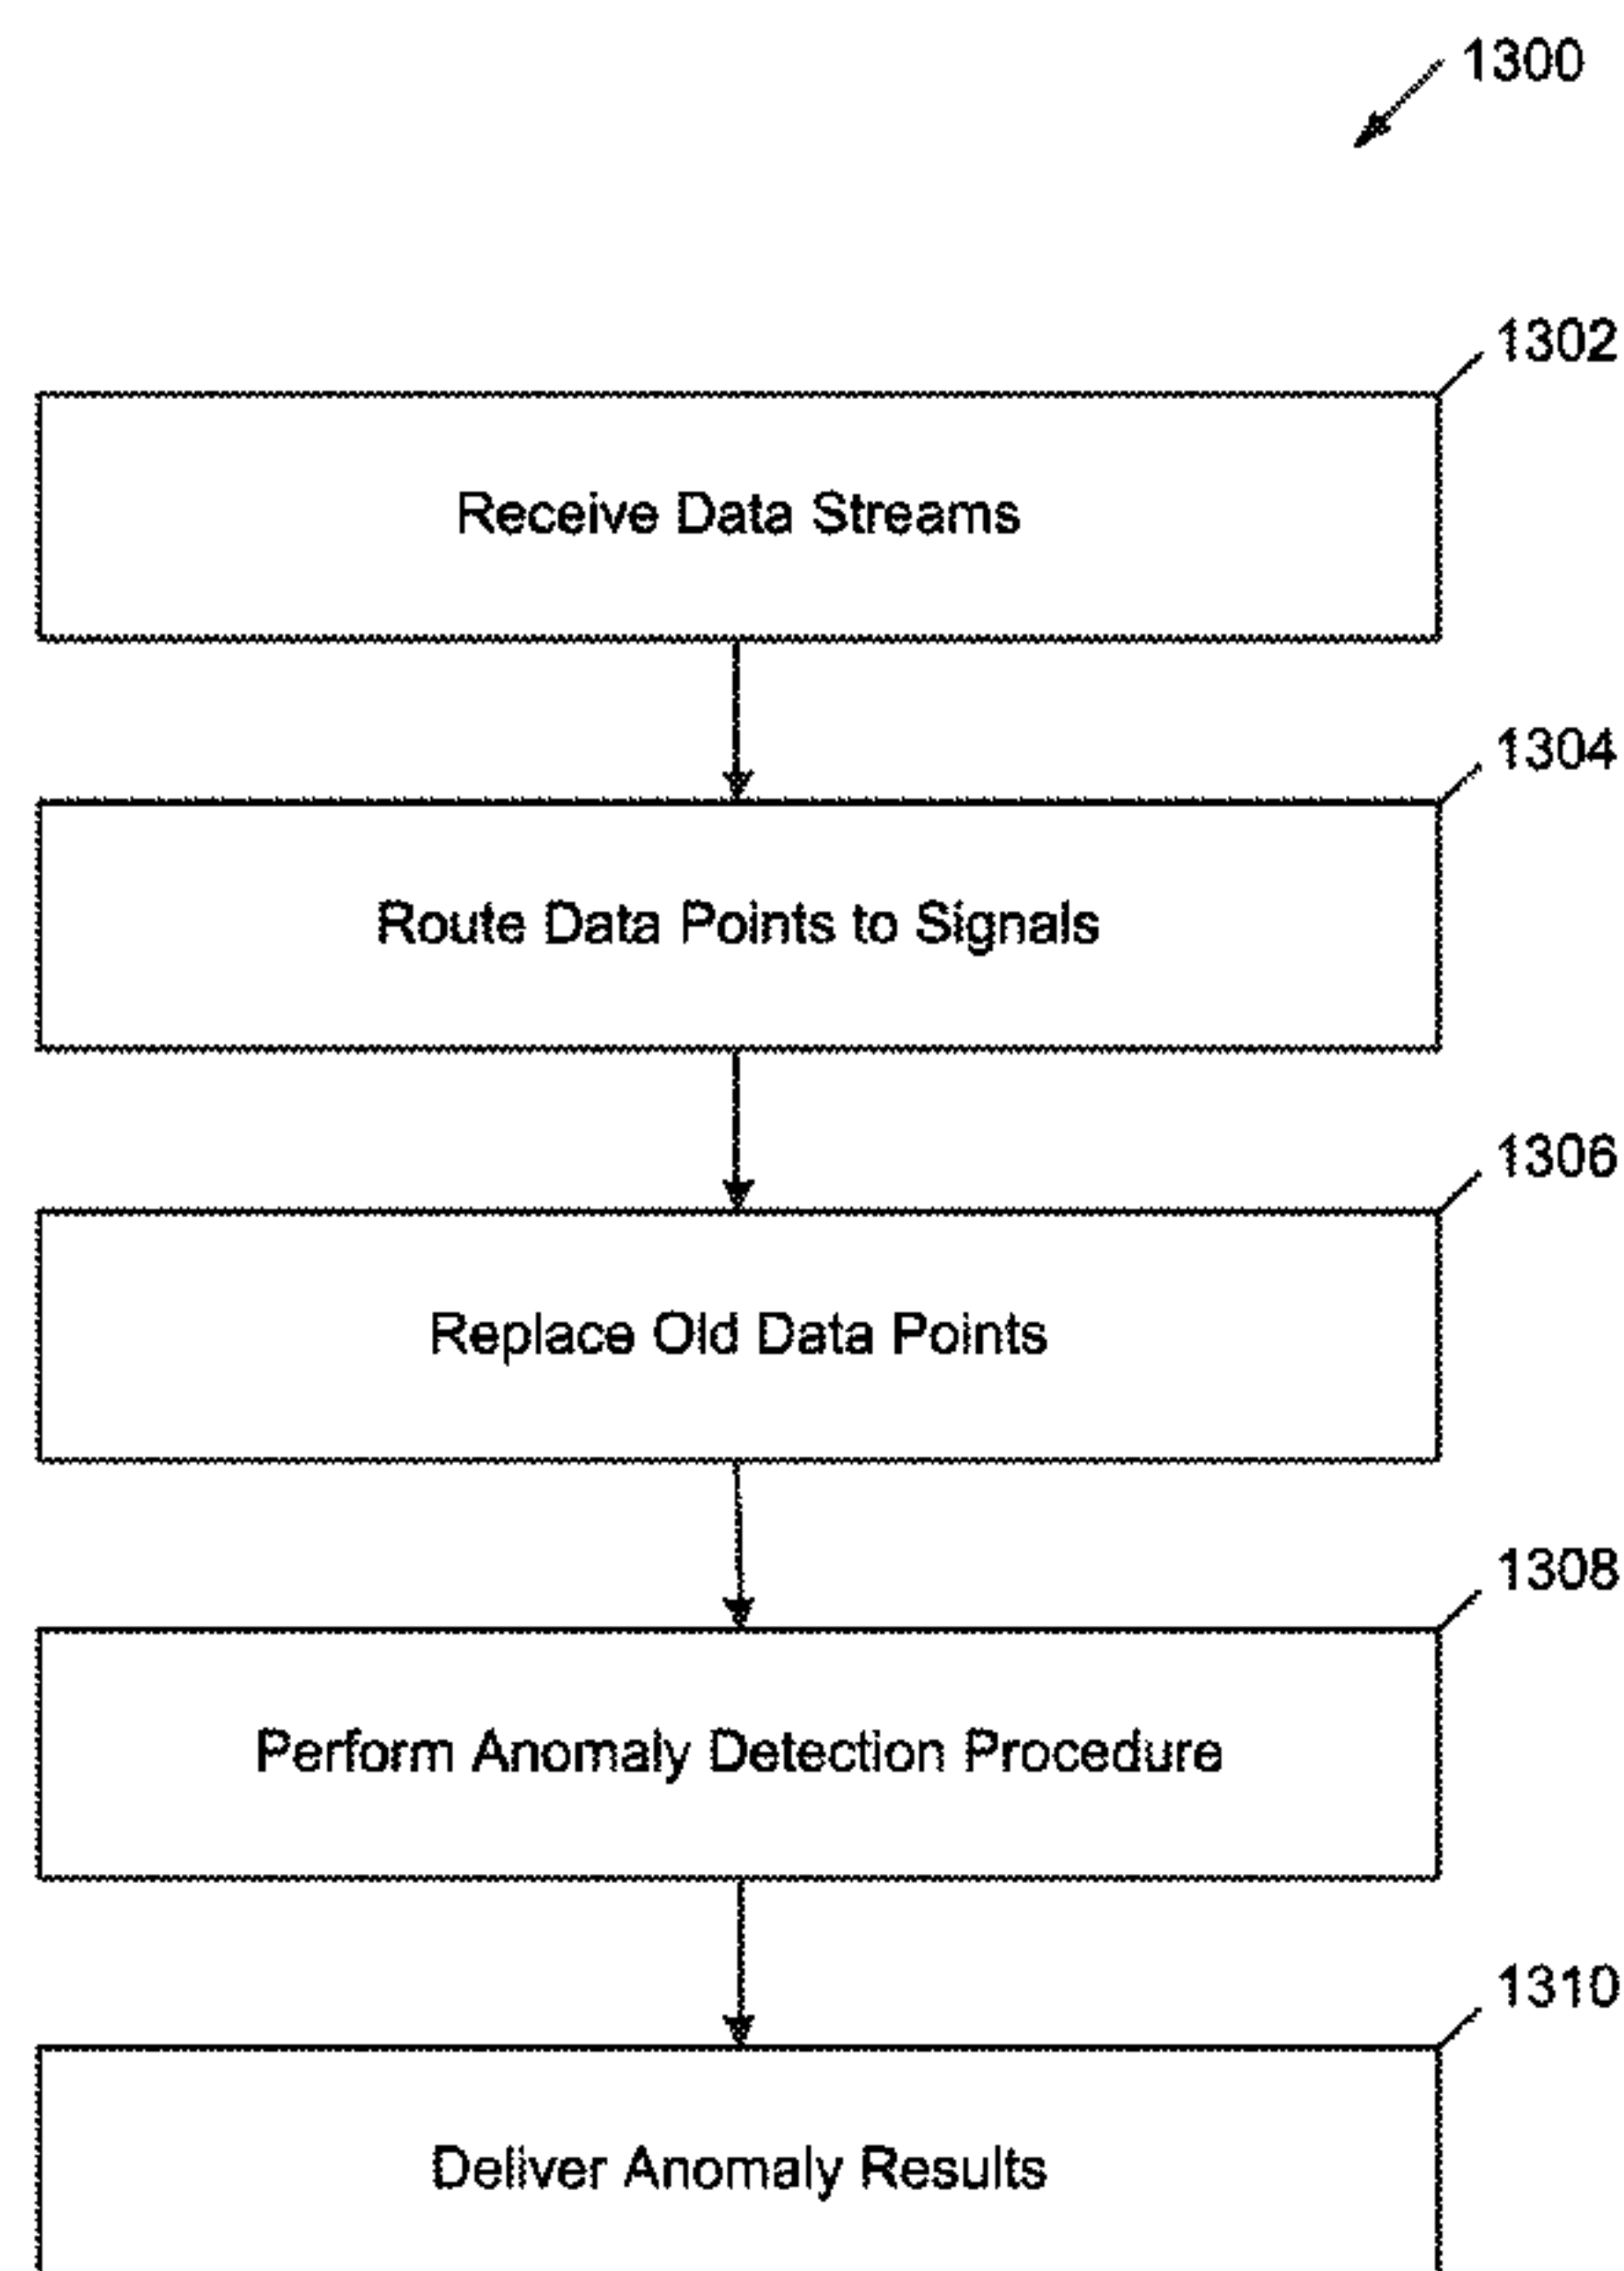 1300
1302
Receive Data Streams
1304
Route Data Points to Signals
1306
Replace Old Data Points
1308
Perform Anomaly Detection Procedure
1310
Deliver Anomaly Results